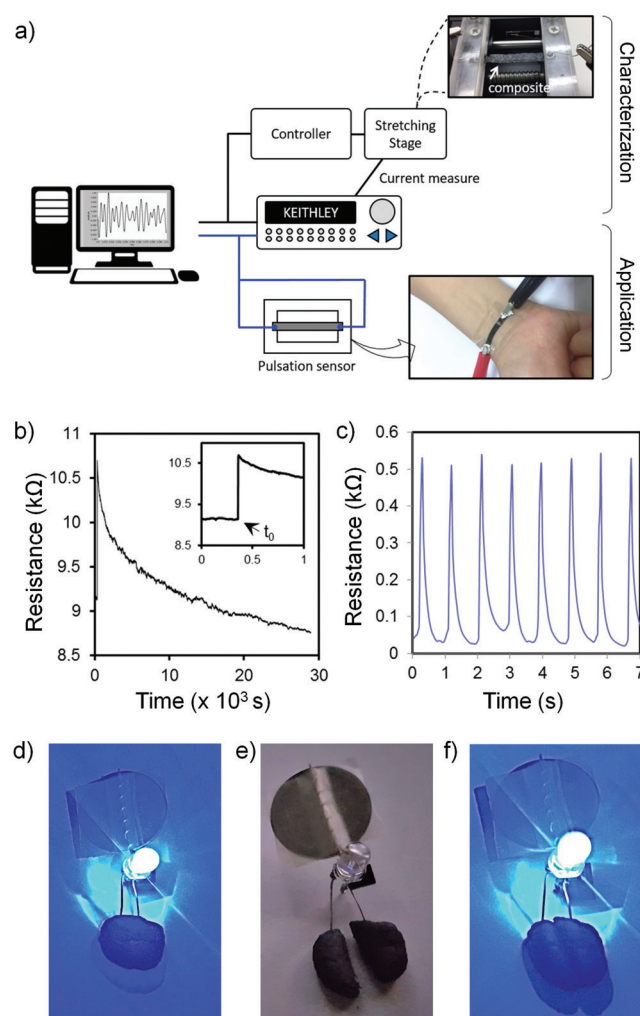 a)
composite
Controller
Stretching
Stage
Current measure
KEITHLEY
Pulsation sensor
Characterization
Application
b)
Resistance (kΩ)
11
10.5
10
9.5
9
8.5
0
10
20
30
Time (x 10³ s)
10.5
9.5
8.5
0
0.5
1
t₀
c)
Resistance (kΩ)
0.6
0.5
0.4
0.3
0.2
0.1
0
0 1 2 3 4 5 6 7
Time (s)
d)
e)
f)